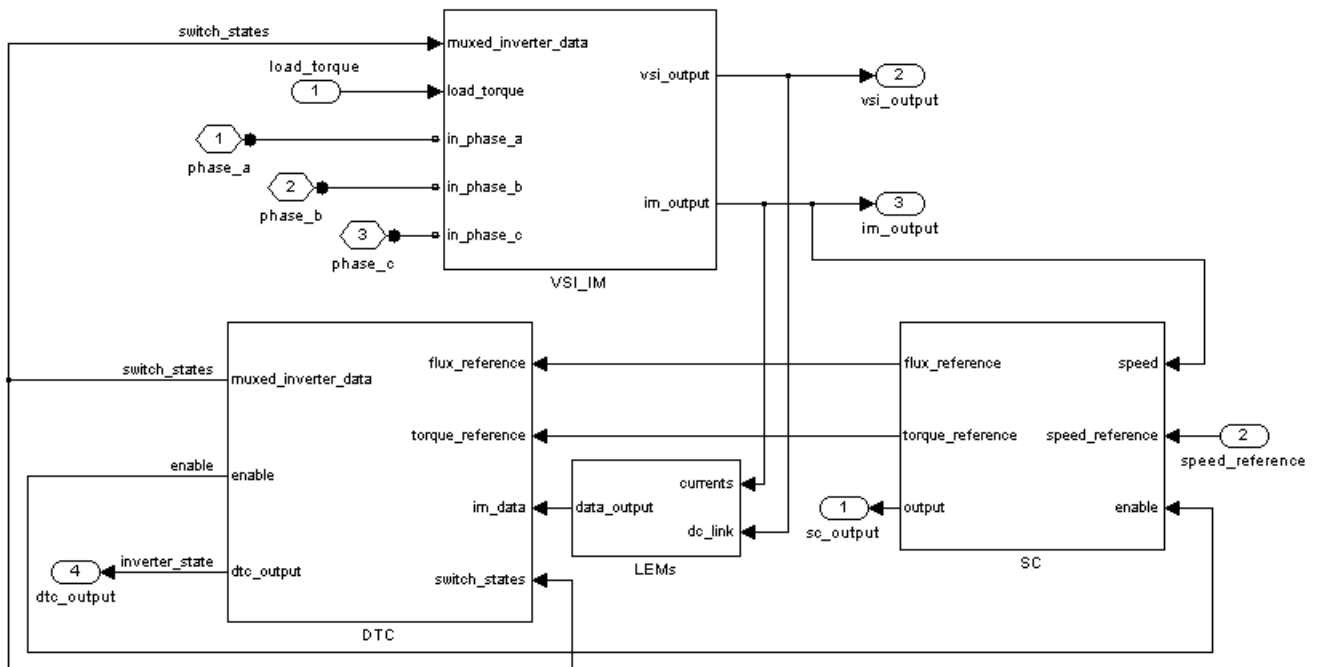 switch_states
muxed_inverter_data
load_torque
vsi_output
2
1
load_torque
vsi_output
1
in_phase_a
phase_a
2
in_phase_b
im_output
3
phase_b
im_output
3
in_phase_c
phase_c
VSI_IM
flux_reference
flux_reference
speed
switch_states
muxed_inverter_data
torque_reference
torque_reference
speed_reference
2
enable
speed_reference
enable
currents
im_data
data_output
1
output
enable
dc_link
sc_output
inverter_state
SC
4
dtc_output
switch_states
LEMs
dtc_output
DTC